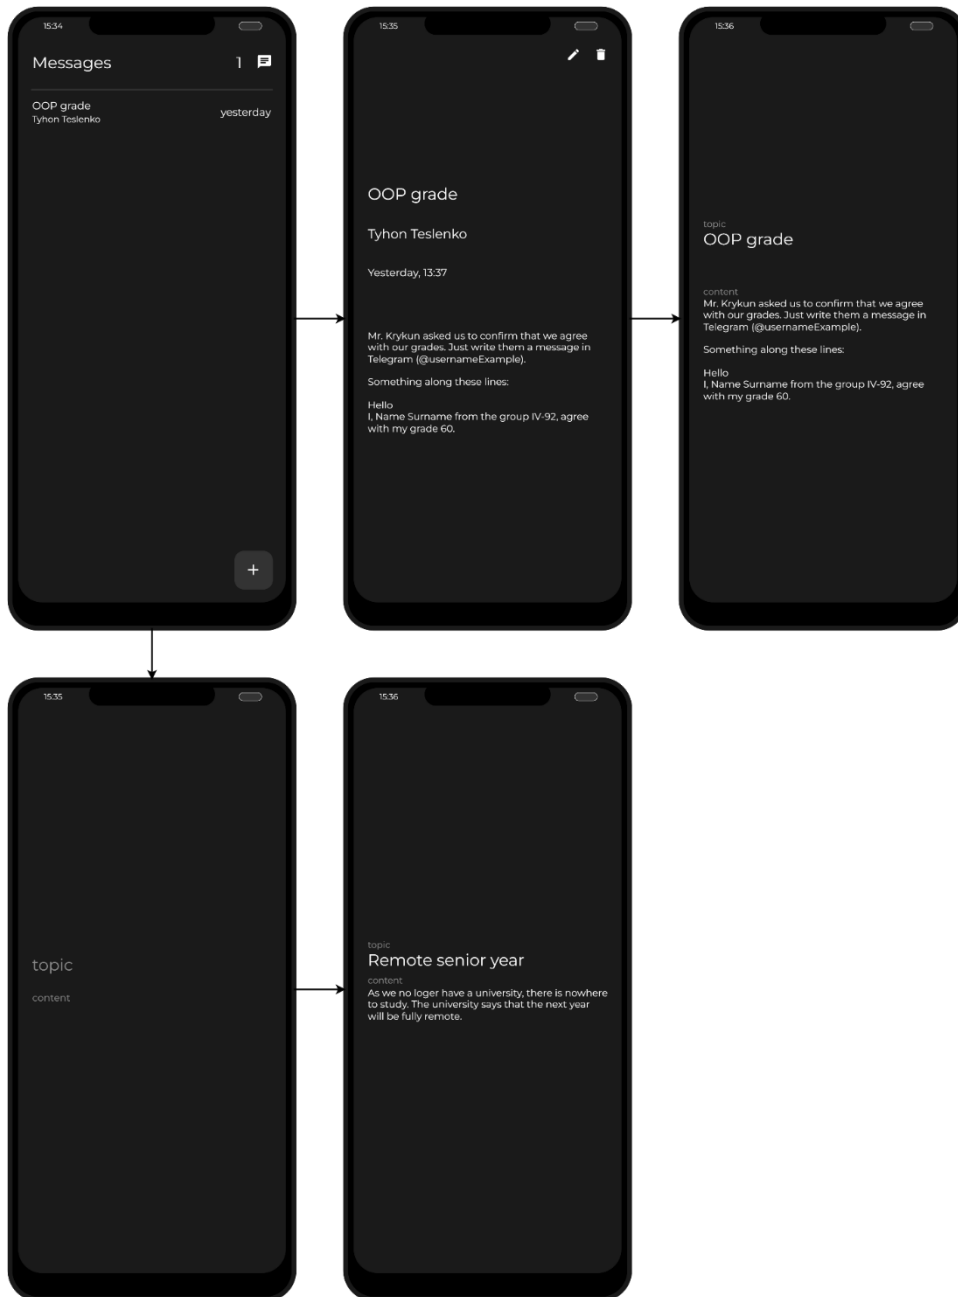 15:34
Messages 1
OOP grade
Tyhon Teslenko
yesterday
+
15:35
OOP grade
Tyhon Teslenko
Yesterday, 13:37
Mr. Krykun asked us to confirm that we agree
with our grades. Just write them a message in
Telegram (@usernameExample).
Something along these lines:
Hello
I, Name Surname from the group IV-92, agree
with my grade 60.
15:36
topic
OOP grade
content
Mr. Krykun asked us to confirm that we agree
with our grades. Just write them a message in
Telegram (@usernameExample).
Something along these lines:
Hello
I, Name Surname from the group IV-92, agree
with my grade 60.
15:35
topic
content
15:36
topic
Remote senior year
content
As we no loger have a university, there is nowhere
to study. The university says that the next year
will be fully remote.